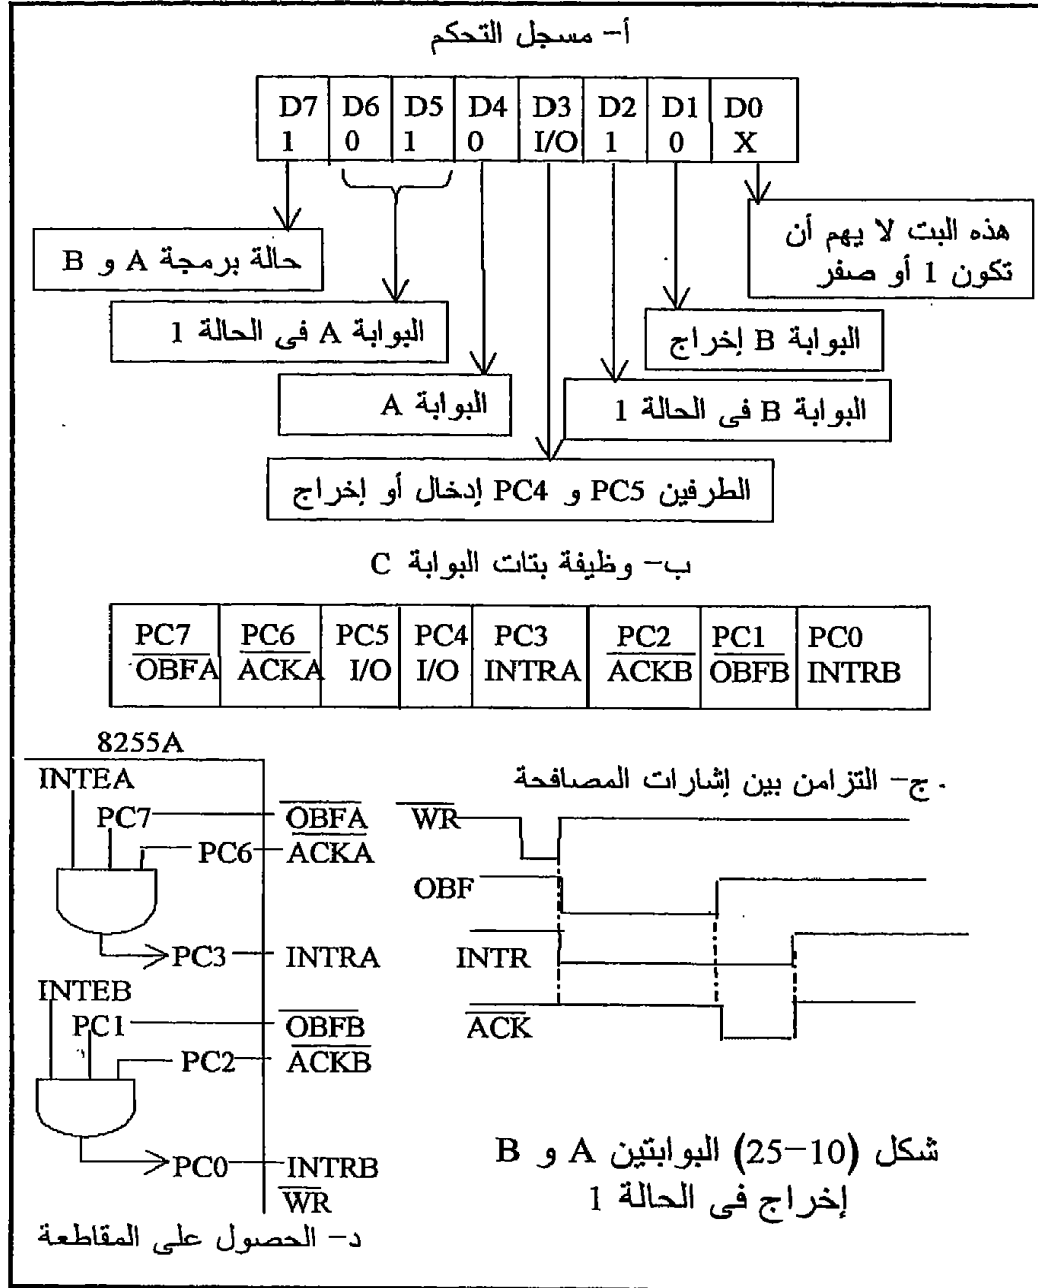 أ- مسجل التحكم
D7 D6 D5 D4 D3 D2 D1 D0
1 0 1 0 I/O 1 0 X
هذه البت لا يهم أن
تكون 1 أو صفر
حالة برمجة A و B
البوابة A فى الحالة 1
البوابة B إخراج
البوابة A
البوابة B فى الحالة 1
الطرفين PC5 و PC4 إدخال أو إخراج
ب- وظيفة بتات البوابة C
PC7 PC6 PC5 PC4 PC3 PC2 PC1 PC0
OBFA ACKA I/O I/O INTRA ACKB OBFB INTRB
8255A
INTEA
PC7 OBFA
PC6 ACKA
PC3 INTRA
INTEB
PC1 OBFB
PC2 ACKB
PC0 INTRB
WR
د- الحصول على المقاطعة
ج- التزامن بين إشارات المصافحة
WR
OBF
INTR
ACK
شكل (10-25) البوابتين A و B
إخراج فى الحالة 1